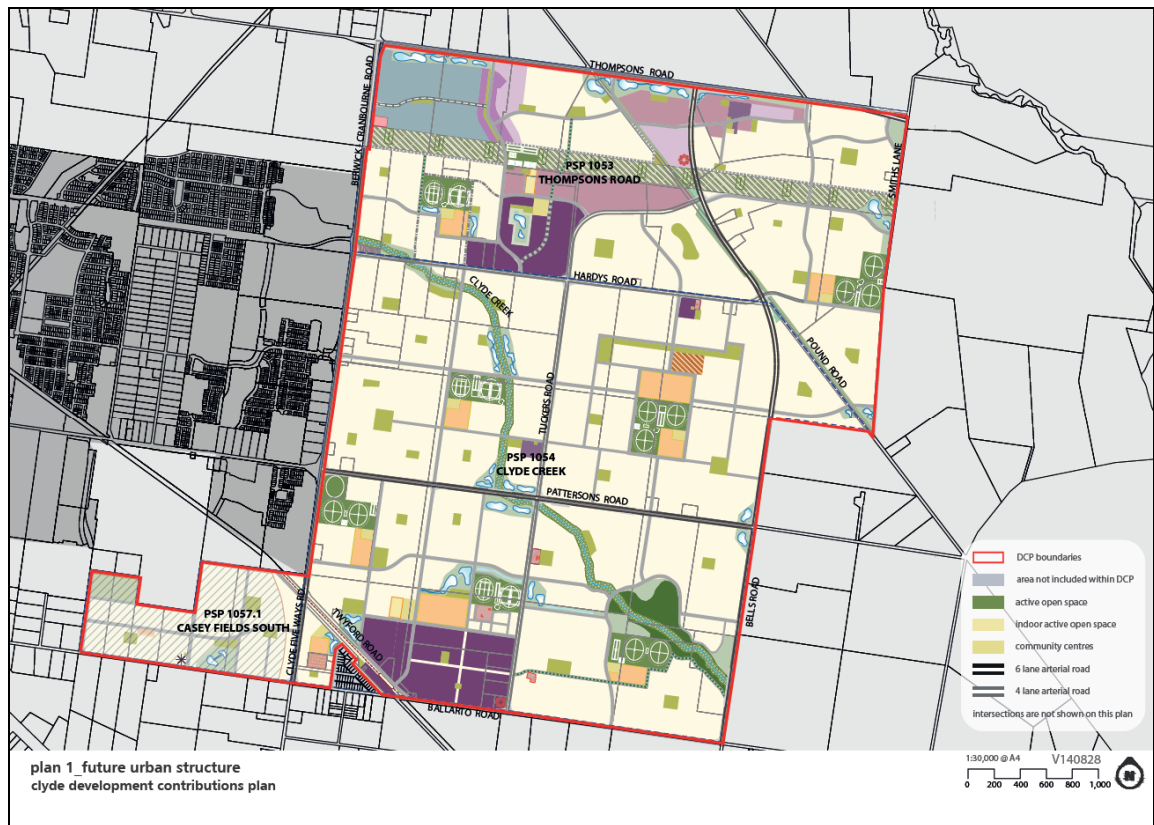 THOMPSONS ROAD
BERWICK CRANBOURNE ROAD
PSP 1053
THOMPSONS ROAD
SMITHS LANE
HARDYS ROAD
CLYDE CREEK
POUND ROAD
TUCKERS ROAD
PSP 1054
CLYDE CREEK
PATTERSONS ROAD
BELLS ROAD
PSP 1057.1
CASEY FIELDS SOUTH
CLYDE FIVE WAYS RD
TWYFORD ROAD
BALLARTO ROAD
DCP boundaries
area not included within DCP
active open space
indoor active open space
community centres
6 lane arterial road
4 lane arterial road
intersections are not shown on this plan
plan 1_future urban structure
clyde development contributions plan
1:30,000 @ A4 V140828
0 200 400 600 800 1,000
N